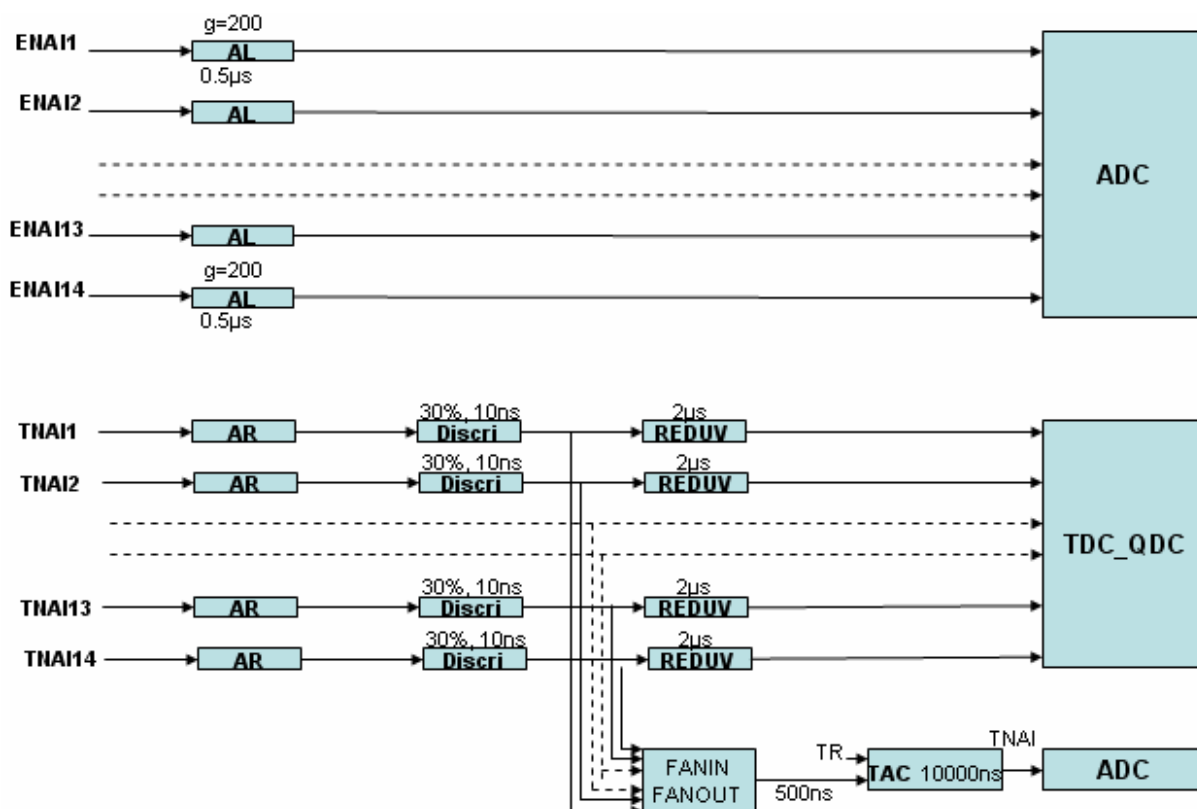 g=200
ENAI1
AL
0.5µs
ENAI2
AL
ADC
ENAI13
AL
g=200
ENAI14
AL
0.5µs
30%, 10ns
2µs
TNAI1
AR
Discri
REDUV
30%, 10ns
2µs
TNAI2
AR
Discri
REDUV
TDC_QDC
30%, 10ns
2µs
TNAI13
AR
Discri
REDUV
30%, 10ns
2µs
TNAI14
AR
Discri
REDUV
TNAI
TR
FANIN
FANOUT
500ns
TAC 10000ns
ADC